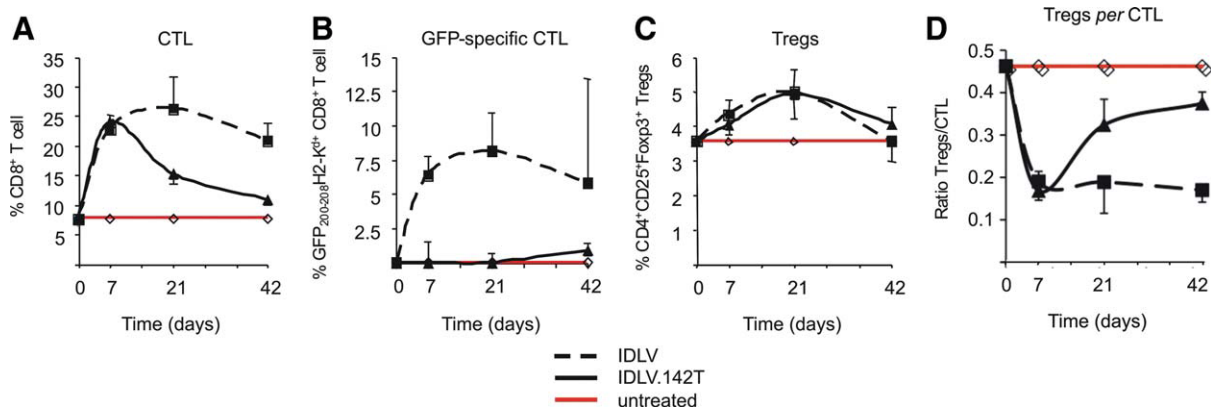 A
CTL
% CD8+ T cell
35
30
25
20
15
10
5
0
7
21
42
Time (days)
B
GFP-specific CTL
% GFP200-208H2-Kd+ CD8+ T cell
15
12.5
10
7.5
5
2.5
0
7
21
42
Time (days)
C
Tregs
% CD4+CD25+Foxp3+ Tregs
6
5
4
3
2
1
0
7
21
42
Time (days)
D
Tregs per CTL
Ratio Tregs/CTL
0.5
0.4
0.3
0.2
0.1
0
7
21
42
Time (days)
IDLV
IDLV.142T
untreated